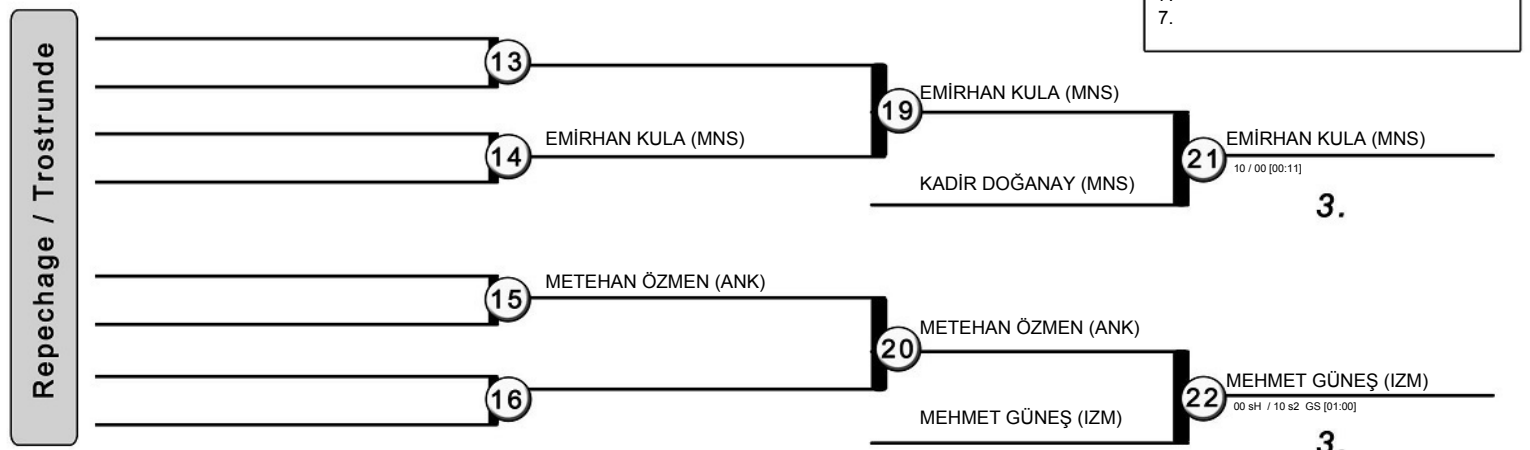 7.
Repechage / Trostrunde
13
EMİRHAN KULA (MNS)
19
EMİRHAN KULA (MNS)
14
EMİRHAN KULA (MNS)
21
10 / 00 [00:11]
KADİR DOĞANAY (MNS)
3.
METEHAN ÖZMEN (ANK)
15
METEHAN ÖZMEN (ANK)
20
MEHMET GÜNEŞ (IZM)
16
22
00 sH / 10 s2 GS [01:00]
MEHMET GÜNEŞ (IZM)
3.